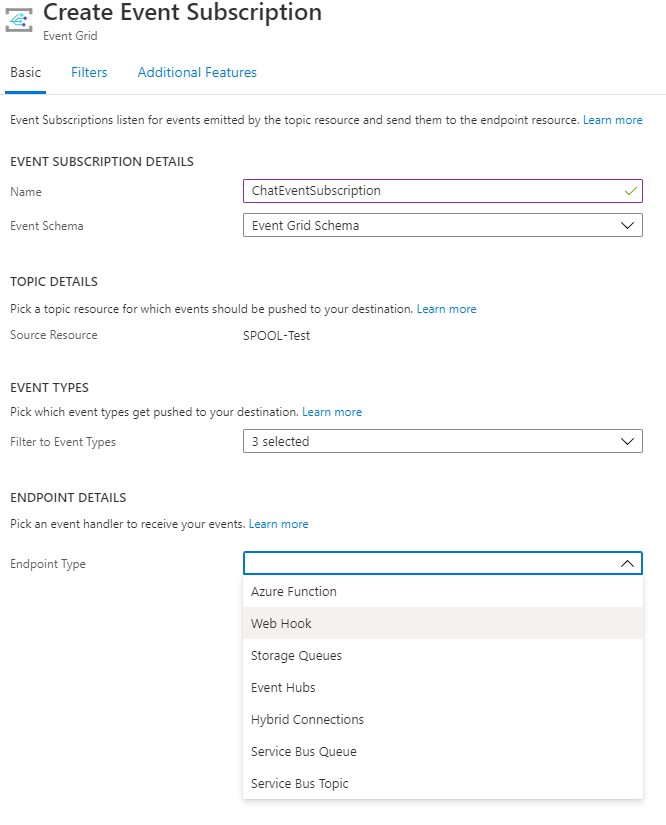 Create Event Subscription
Event Grid
Basic Filters Additional Features
Event Subscriptions listen for events emitted by the topic resource and send them to the endpoint resource. Learn more
EVENT SUBSCRIPTION DETAILS
Name ChatEventSubscription
Event Schema Event Grid Schema
TOPIC DETAILS
Pick a topic resource for which events should be pushed to your destination. Learn more
Source Resource SPOOL-Test
EVENT TYPES
Pick which event types get pushed to your destination. Learn more
Filter to Event Types 3 selected
ENDPOINT DETAILS
Pick an event handler to receive your events. Learn more
Endpoint Type
Azure Function
Web Hook
Storage Queues
Event Hubs
Hybrid Connections
Service Bus Queue
Service Bus Topic